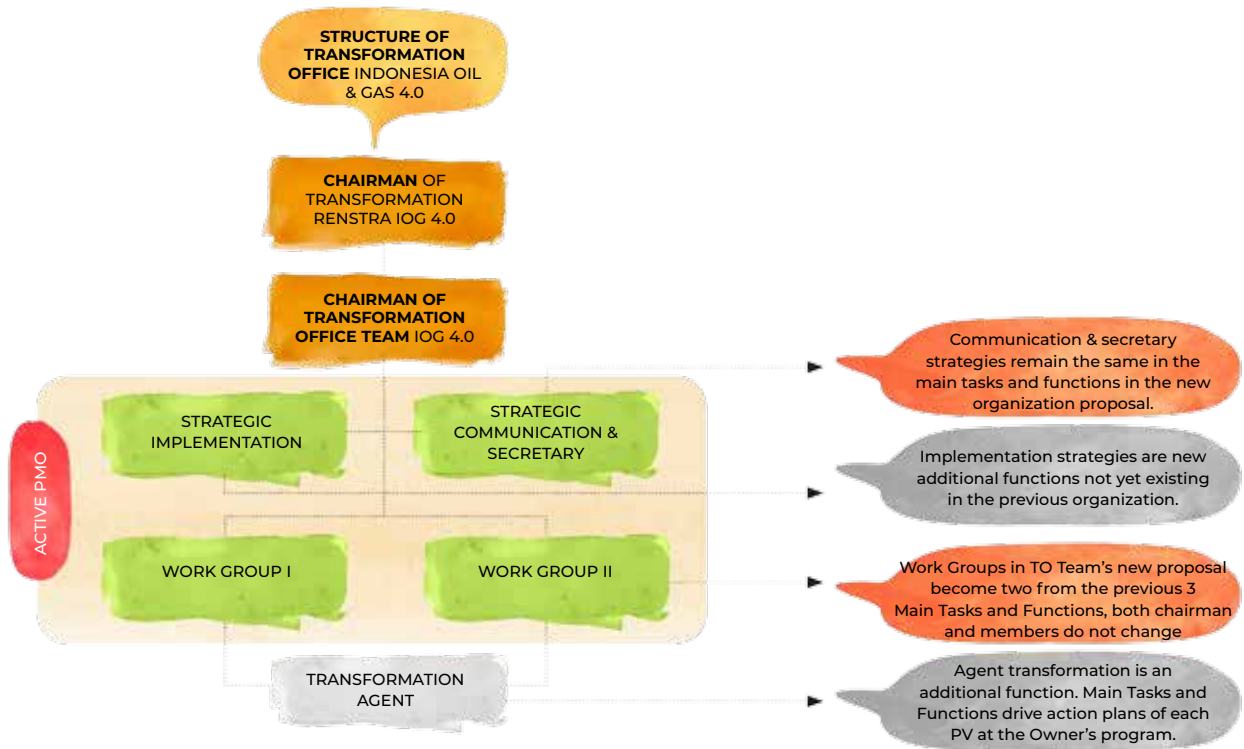 STRUCTURE OF
TRANSFORMATION
OFFICE INDONESIA OIL
& GAS 4.0
CHAIRMAN OF
TRANSFORMATION
RENSTRA IOG 4.0
CHAIRMAN OF
TRANSFORMATION
OFFICE TEAM IOG 4.0
ACTIVE PMO
STRATEGIC
IMPLEMENTATION
STRATEGIC
COMMUNICATION &
SECRETARY
WORK GROUP I
WORK GROUP II
TRANSFORMATION
AGENT
Communication & secretary
strategies remain the same in the
main tasks and functions in the new
organization proposal.
Implementation strategies are new
additional functions not yet existing
in the previous organization.
Work Groups in TO Team’s new proposal
become two from the previous 3
Main Tasks and Functions, both chairman
and members do not change
Agent transformation is an
additional function. Main Tasks and
Functions drive action plans of each
PV at the Owner’s program.